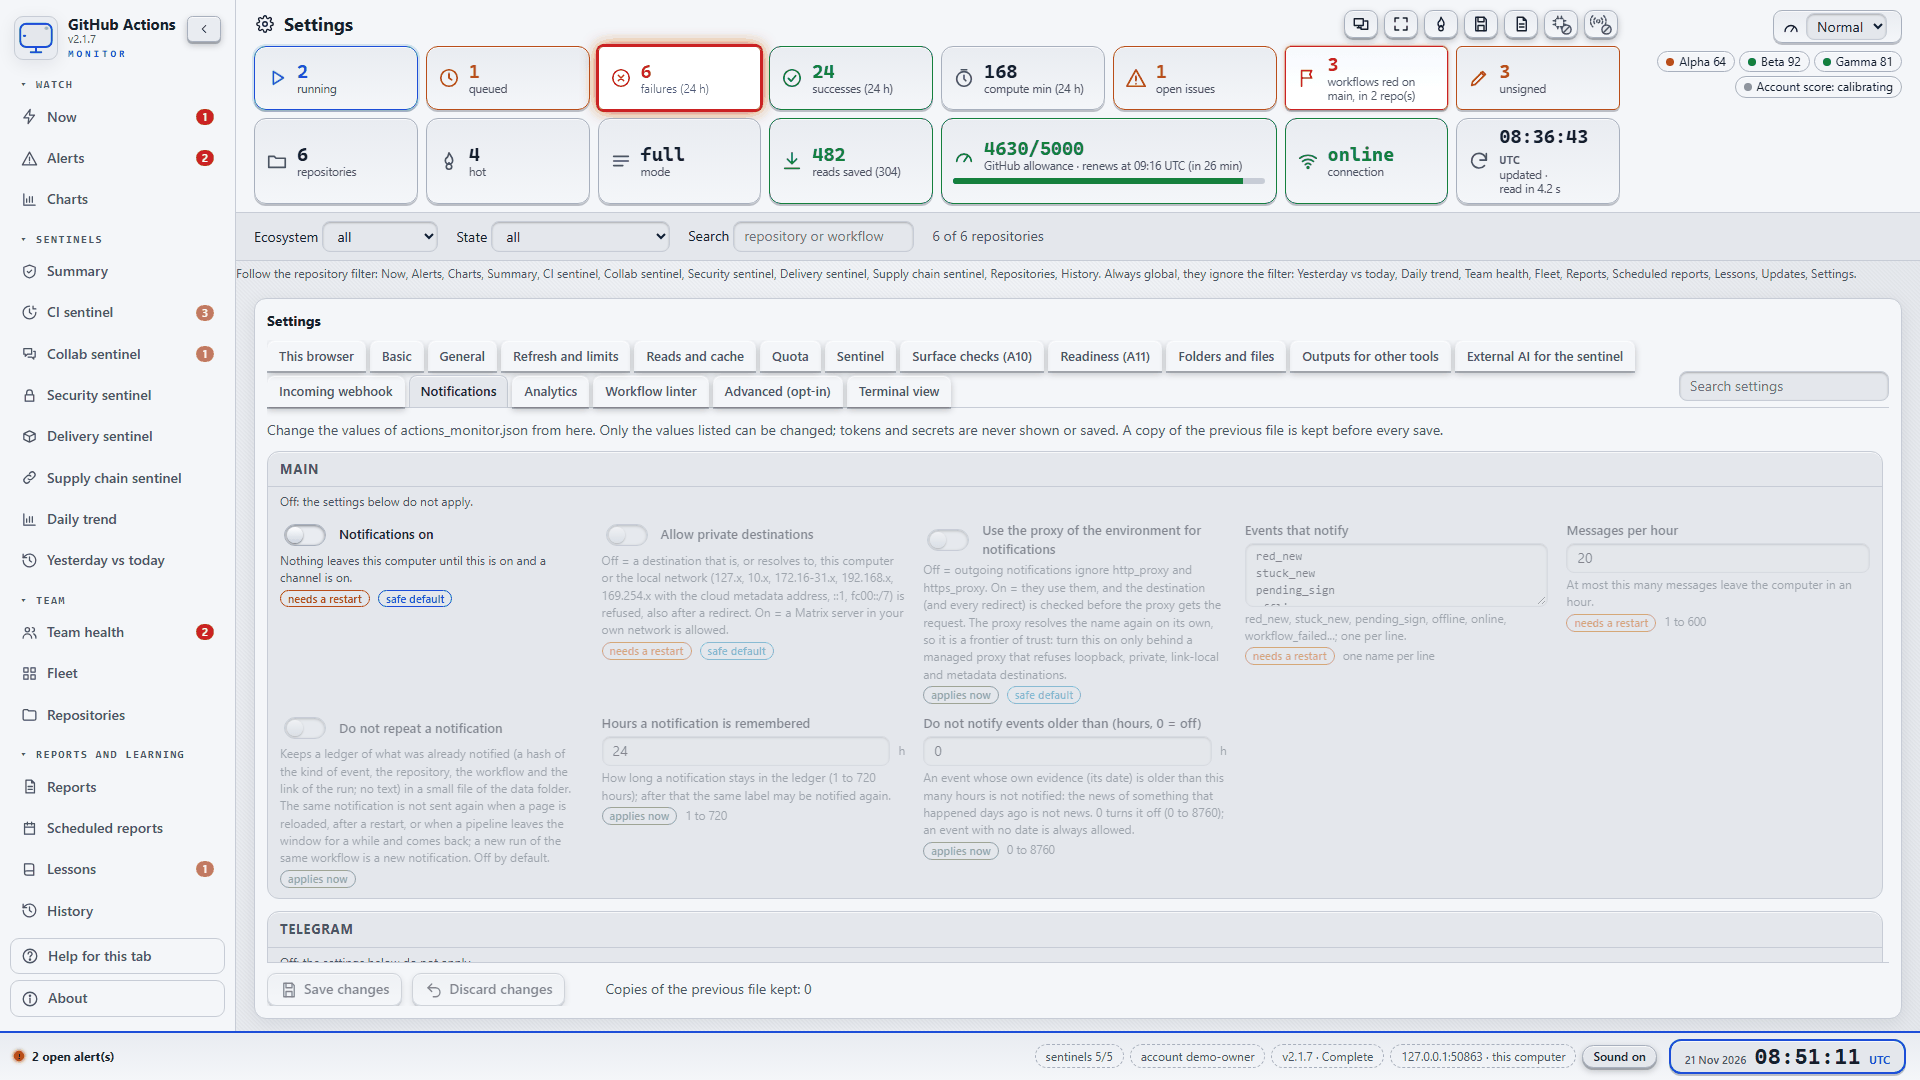 GitHub Actions
v2.1.7
MONITOR
WATCH
Now 1
Alerts 2
Charts
SENTINELS
Summary
CI sentinel 3
Collab sentinel 1
Security sentinel
Delivery sentinel
Supply chain sentinel
Daily trend
Yesterday vs today
TEAM
Team health 2
Fleet
Repositories
REPORTS AND LEARNING
Reports
Scheduled reports
Lessons 1
History
Help for this tab
About
Settings
Normal
Alpha 64
Beta 92
Gamma 81
Account score: calibrating
2
running
1
queued
6
failures (24 h)
24
successes (24 h)
168
compute min (24 h)
1
open issues
3
workflows red on
main, in 2 repo(s)
3
unsigned
6
repositories
4
hot
full
mode
482
reads saved (304)
4630/5000
GitHub allowance · renews at 09:16 UTC (in 26 min)
online
connection
08:36:43
UTC
updated ·
read in 4.2 s
Ecosystem all
State all
Search repository or workflow
6 of 6 repositories
Follow the repository filter: Now, Alerts, Charts, Summary, CI sentinel, Collab sentinel, Security sentinel, Delivery sentinel, Supply chain sentinel, Repositories, History. Always global, they ignore the filter: Yesterday vs today, Daily trend, Team health, Fleet, Reports, Scheduled reports, Lessons, Updates, Settings.
Settings
This browser
Basic
General
Refresh and limits
Reads and cache
Quota
Sentinel
Surface checks (A10)
Readiness (A11)
Folders and files
Outputs for other tools
External AI for the sentinel
Incoming webhook
Notifications
Analytics
Workflow linter
Advanced (opt-in)
Terminal view
Search settings
Change the values of actions_monitor.json from here. Only the values listed can be changed; tokens and secrets are never shown or saved. A copy of the previous file is kept before every save.
MAIN
Off: the settings below do not apply.
Notifications on
Nothing leaves this computer until this is on and a
channel is on.
needs a restart
safe default
Allow private destinations
Off = a destination that is, or resolves to, this computer
or the local network (127.x, 10.x, 172.16-31.x, 192.168.x,
169.254.x with the cloud metadata address, ::1, fc00::/7) is
refused, also after a redirect. On = a Matrix server in your
own network is allowed.
needs a restart
safe default
Use the proxy of the environment for
notifications
Off = outgoing notifications ignore http_proxy and
https_proxy. On = they use them, and the destination
(and every redirect) is checked before the proxy gets the
request. The proxy resolves the name again on its own,
so it is a frontier of trust: turn this on only behind a
managed proxy that refuses loopback, private, link-local
and metadata destinations.
applies now
safe default
Events that notify
red_new
stuck_new
pending_sign
red_new, stuck_new, pending_sign, offline, online,
workflow_failed...; one per line.
needs a restart
one name per line
Messages per hour
20
At most this many messages leave the computer in an
hour.
needs a restart
1 to 600
Do not repeat a notification
Keeps a ledger of what was already notified (a hash of
the kind of event, the repository, the workflow and the
link of the run; no text) in a small file of the data folder.
The same notification is not sent again when a page is
reloaded, after a restart, or when a pipeline leaves the
window for a while and comes back; a new run of the
same workflow is a new notification. Off by default.
applies now
Hours a notification is remembered
24 h
How long a notification stays in the ledger (1 to 720
hours); after that the same label may be notified again.
applies now
1 to 720
Do not notify events older than (hours, 0 = off)
0 h
An event whose own evidence (its date) is older than this
many hours is not notified: the news of something that
happened days ago is not news. 0 turns it off (0 to 8760);
an event with no date is always allowed.
applies now
0 to 8760
TELEGRAM
Off: the settings below do not apply.
Save changes
Discard changes
Copies of the previous file kept: 0
2 open alert(s)
sentinels 5/5
account demo-owner
v2.1.7 · Complete
127.0.0.1:50863 · this computer
Sound on
21 Nov 2026 08:51:11 UTC